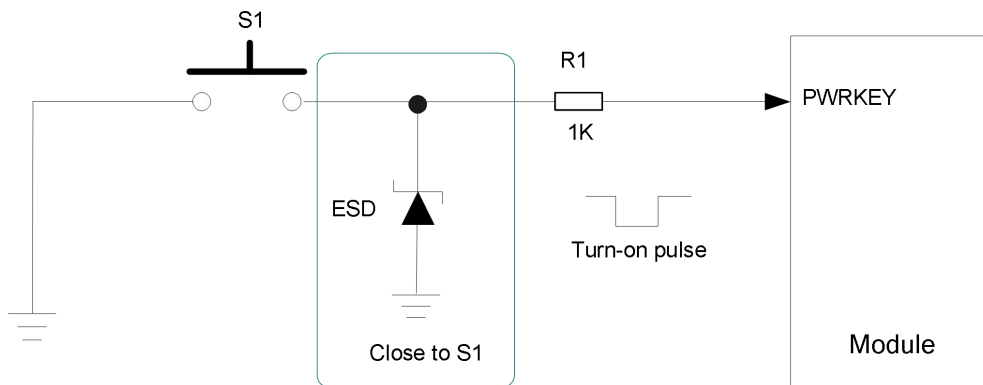 S1
R1
PWRKEY
1K
ESD
Turn-on pulse
Close to S1
Module